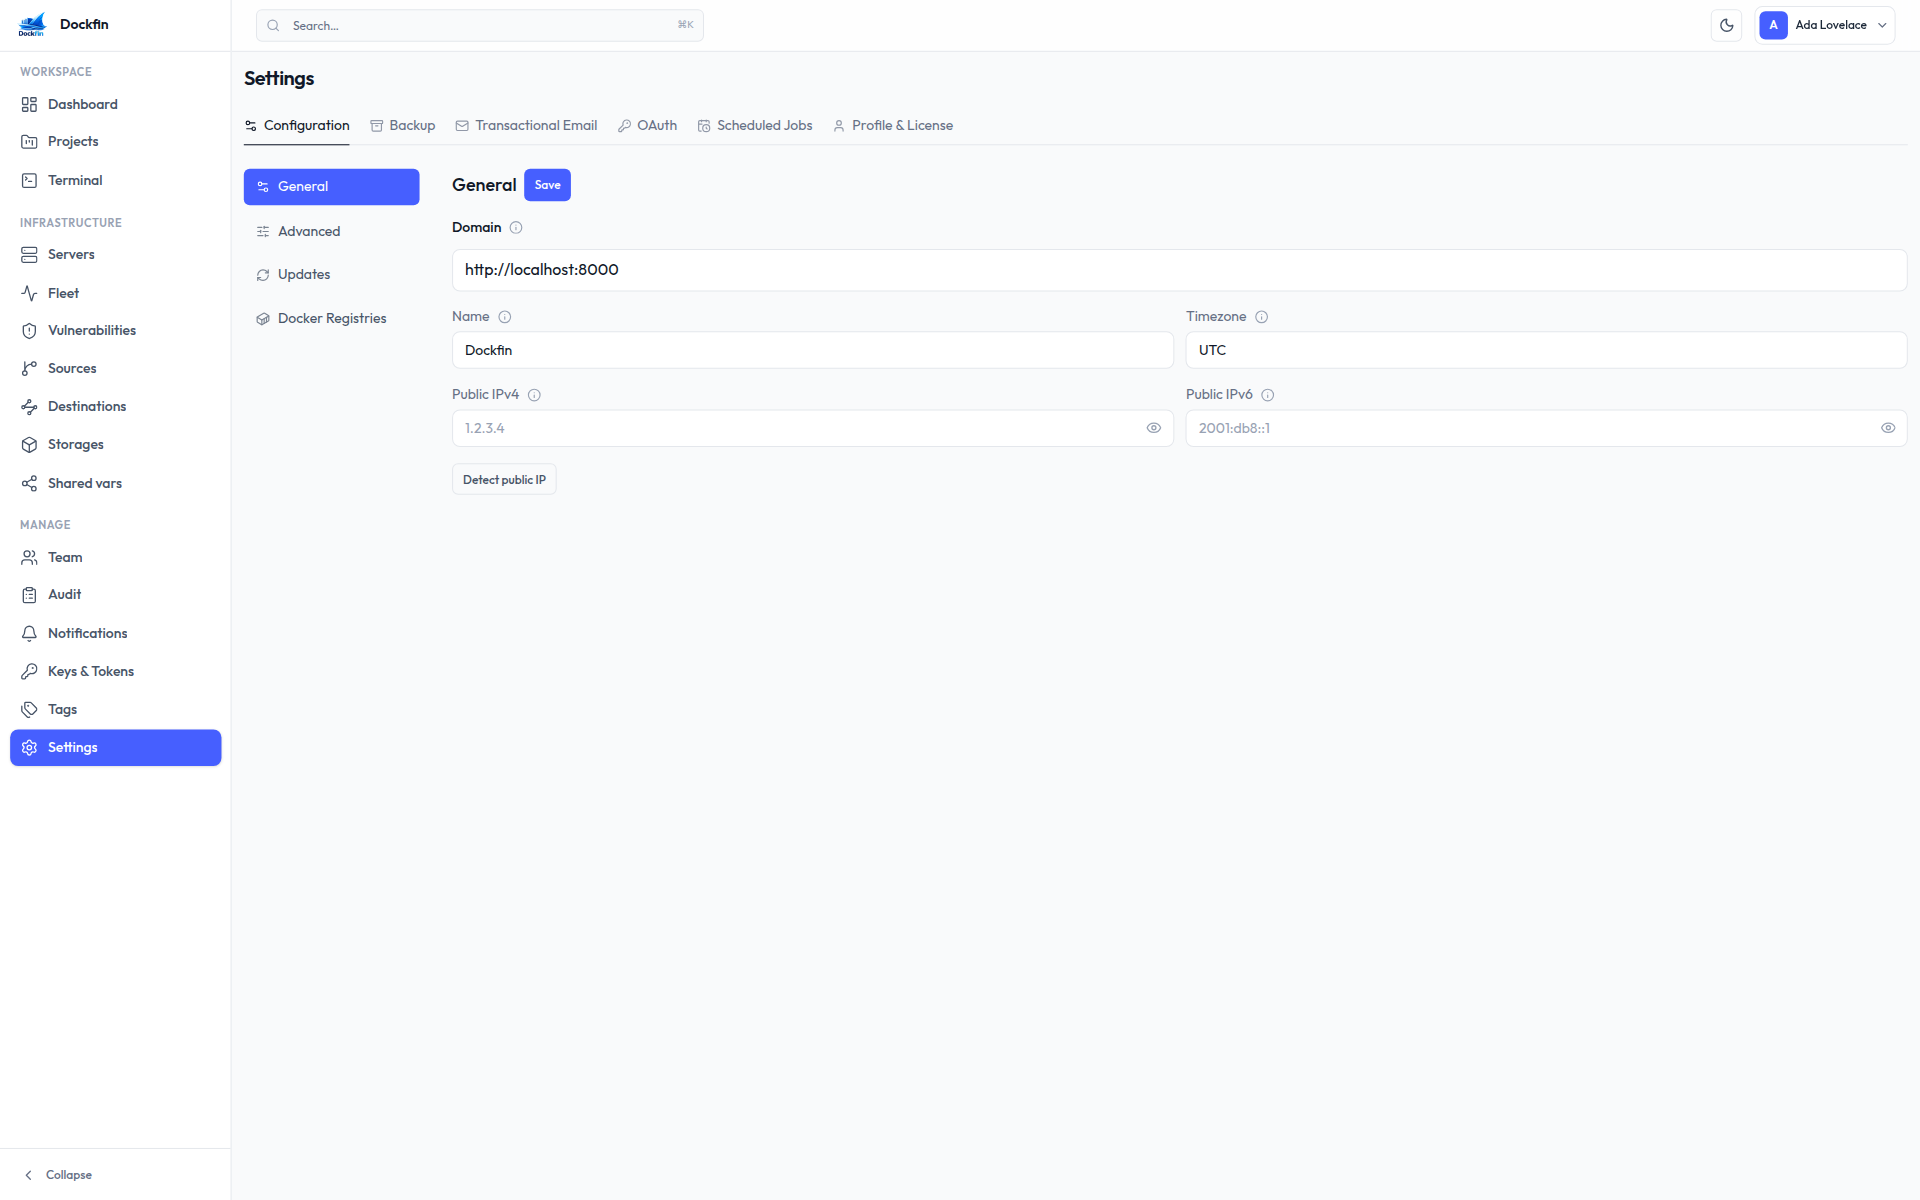 DockFin
Dockfin
Search...
⌘K
A
Ada Lovelace
WORKSPACE
Dashboard
Projects
Terminal
INFRASTRUCTURE
Servers
Fleet
Vulnerabilities
Sources
Destinations
Storages
Shared vars
MANAGE
Team
Audit
Notifications
Keys & Tokens
Tags
Settings
Collapse
Settings
Configuration
Backup
Transactional Email
OAuth
Scheduled Jobs
Profile & License
General
Advanced
Updates
Docker Registries
General
Save
Domain
http://localhost:8000
Name
Dockfin
Timezone
UTC
Public IPv4
1.2.3.4
Public IPv6
2001:db8::1
Detect public IP